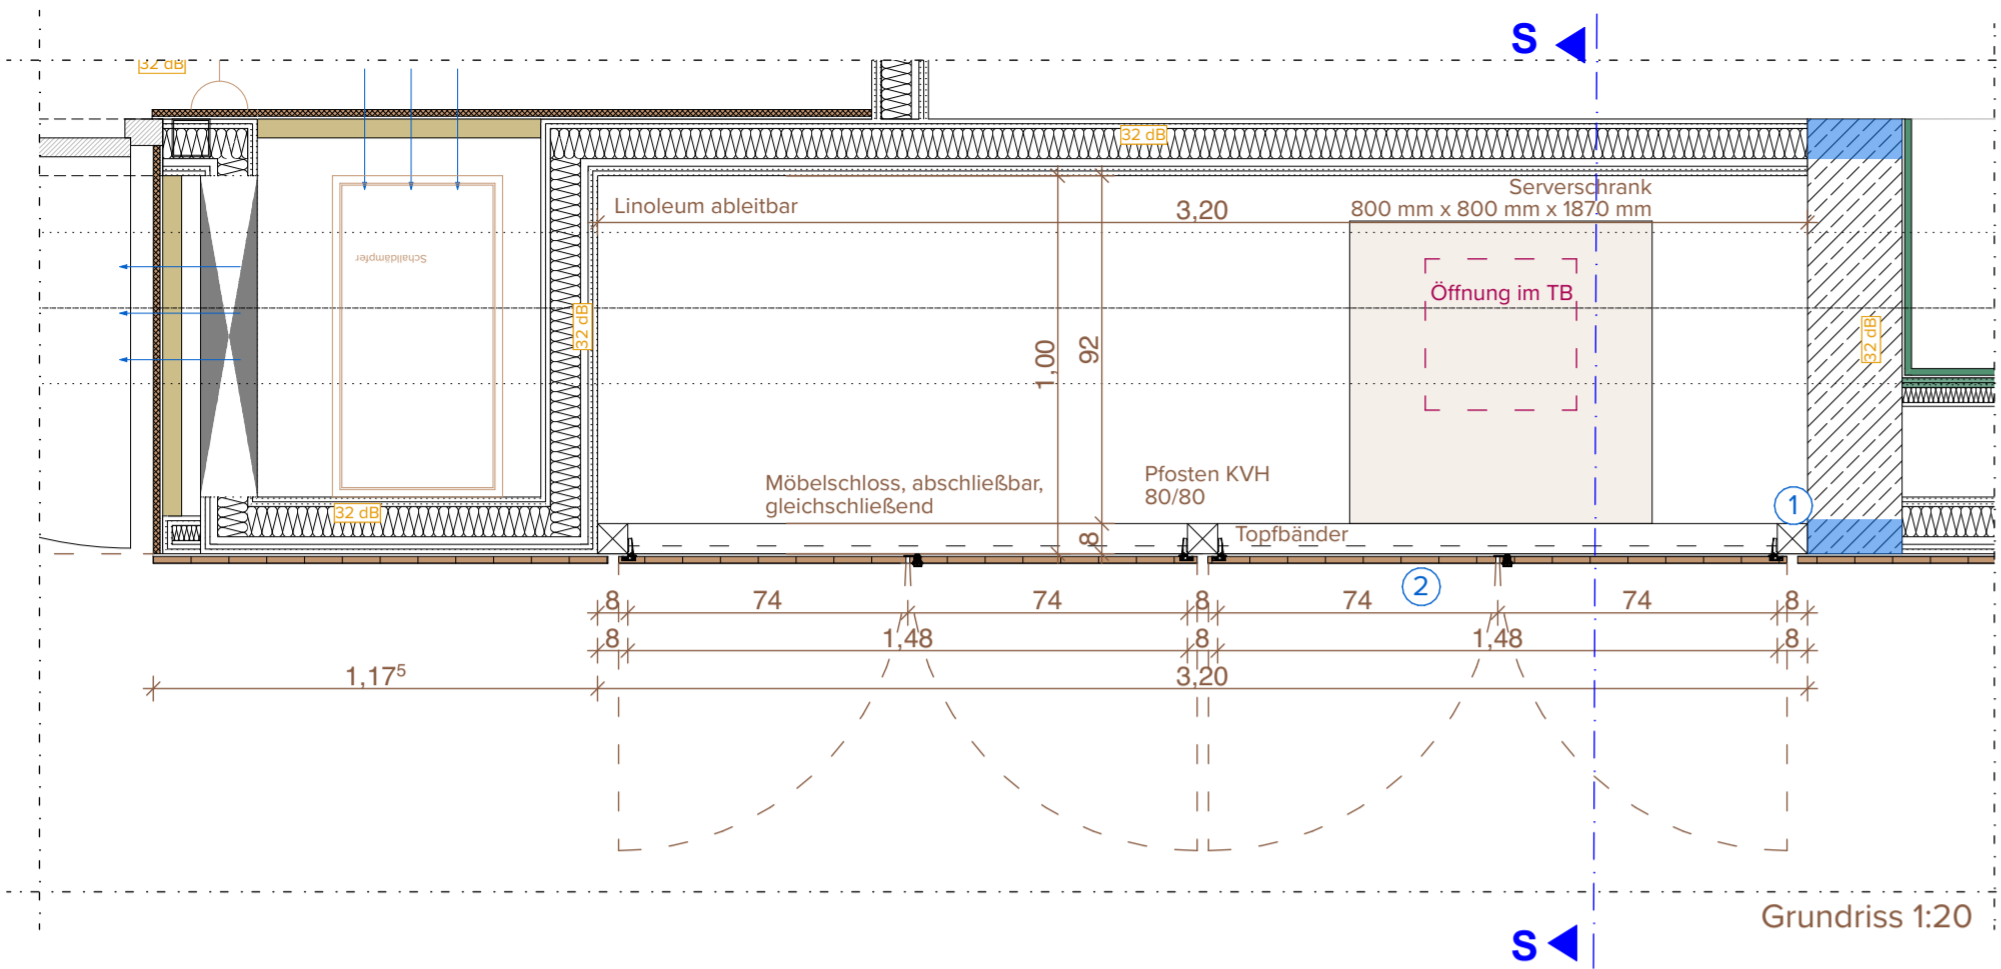 S
32 dB
32 dB
Serverschrank
Linoleum ableitbar
3,20
800 mm x 800 mm x 1870 mm
Schalldämpfer
Öffnung im TB
32 dB
1,00
92
32 dB
Möbelschloss, abschließbar,
gleichschließend
Pfosten KVH
80/80
1
32 dB
Topfbänder
8
2
8 74 74 8 74 74 8
8 1,48 8 1,48 8
1,17⁵ 3,20
Grundriss 1:20
S